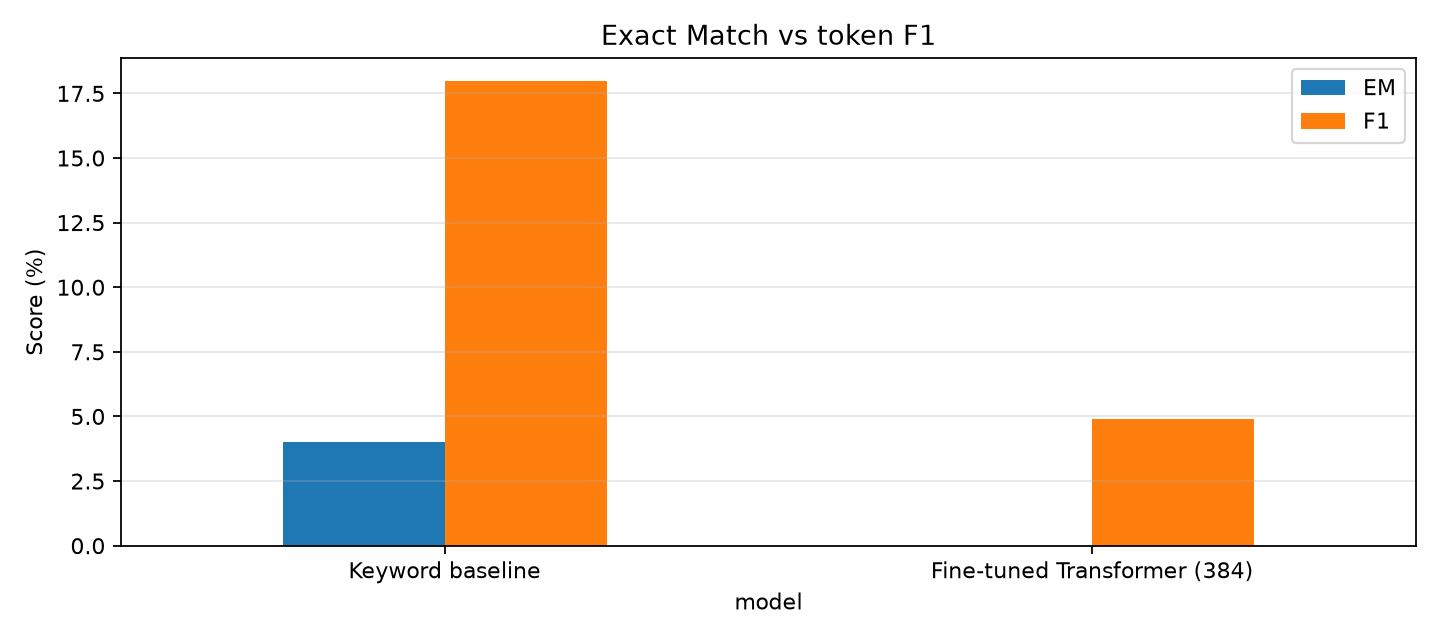 Exact Match vs token F1
EM
F1
Score (%)
17.5
15.0
12.5
10.0
7.5
5.0
2.5
0.0
Keyword baseline
Fine-tuned Transformer (384)
model